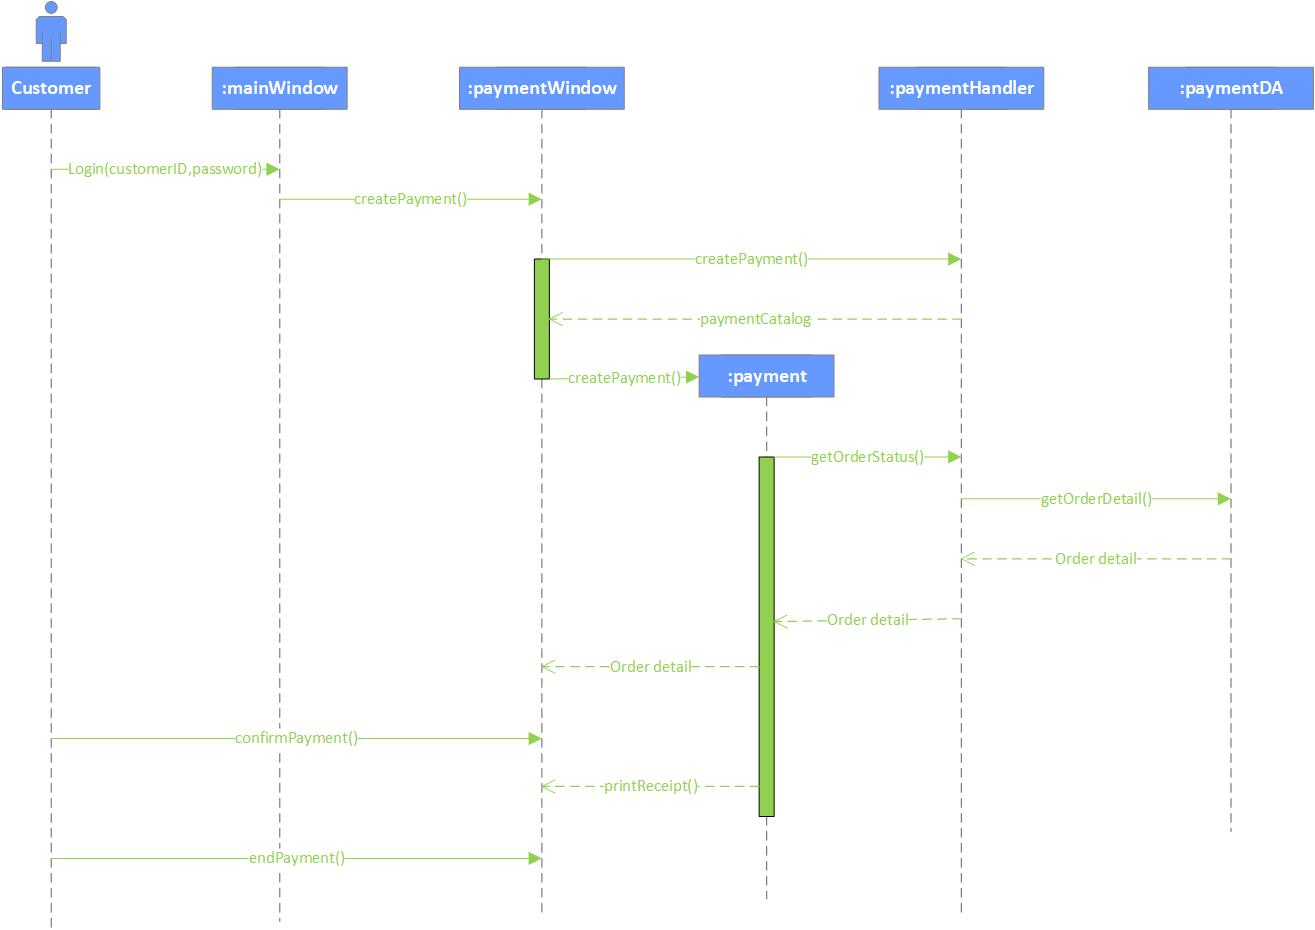 Customer
:mainWindow
:paymentWindow
:paymentHandler
:paymentDA
Login(customerID,password)
createPayment()
createPayment()
paymentCatalog
createPayment()
:payment
getOrderStatus()
getOrderDetail()
Order detail
Order detail
Order detail
confirmPayment()
printReceipt()
endPayment()